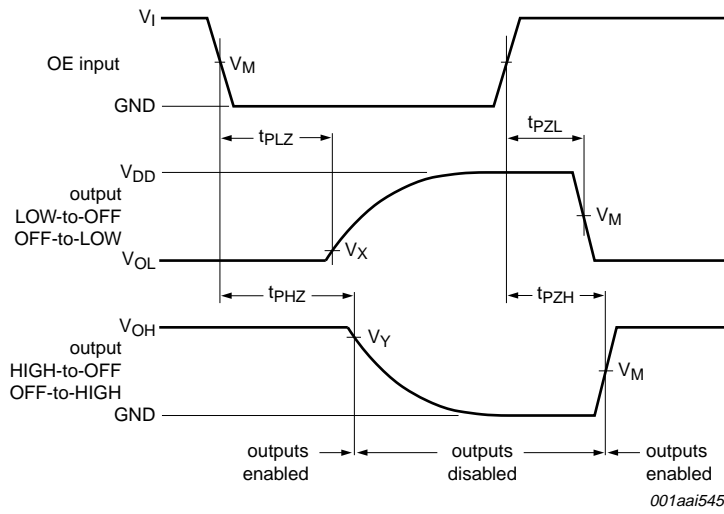 VI
OE input
VM
GND
tPLZ
tPZL
VDD
output
LOW-to-OFF
OFF-to-LOW
VM
VX
VOL
tPHZ
tPZH
VOH
output
HIGH-to-OFF
OFF-to-HIGH
VY
VM
GND
outputs
enabled
outputs
disabled
outputs
enabled
001aai545